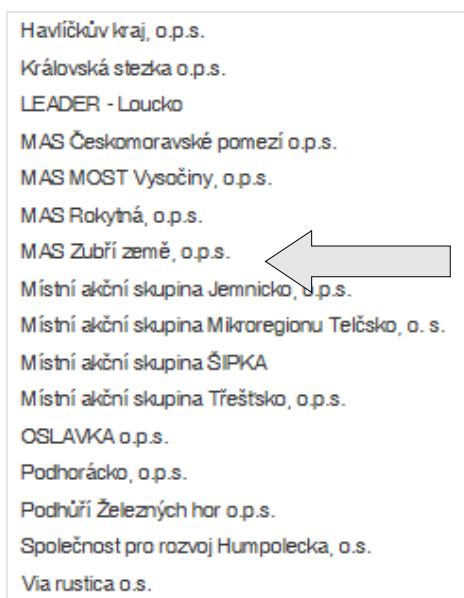 Havlíčkův kraj, o.p.s.
Královská stezka o.p.s.
LEADER - Loucko
MAS Českomoravské pomezí o.p.s.
MAS MOST Vysočiny, o.p.s.
MAS Rokytná, o.p.s.
MAS Zubří země, o.p.s.
Místní akční skupina Jemnicko, o.p.s.
Místní akční skupina Mikroregionu Telčsko, o. s.
Místní akční skupina ŠIPKA
Místní akční skupina Třešťsko, o.p.s.
OSLAVKA o.p.s.
Podhorácko, o.p.s.
Podhůří Železných hor o.p.s.
Společnost pro rozvoj Humpolecka, o.s.
Via rustica o.s.